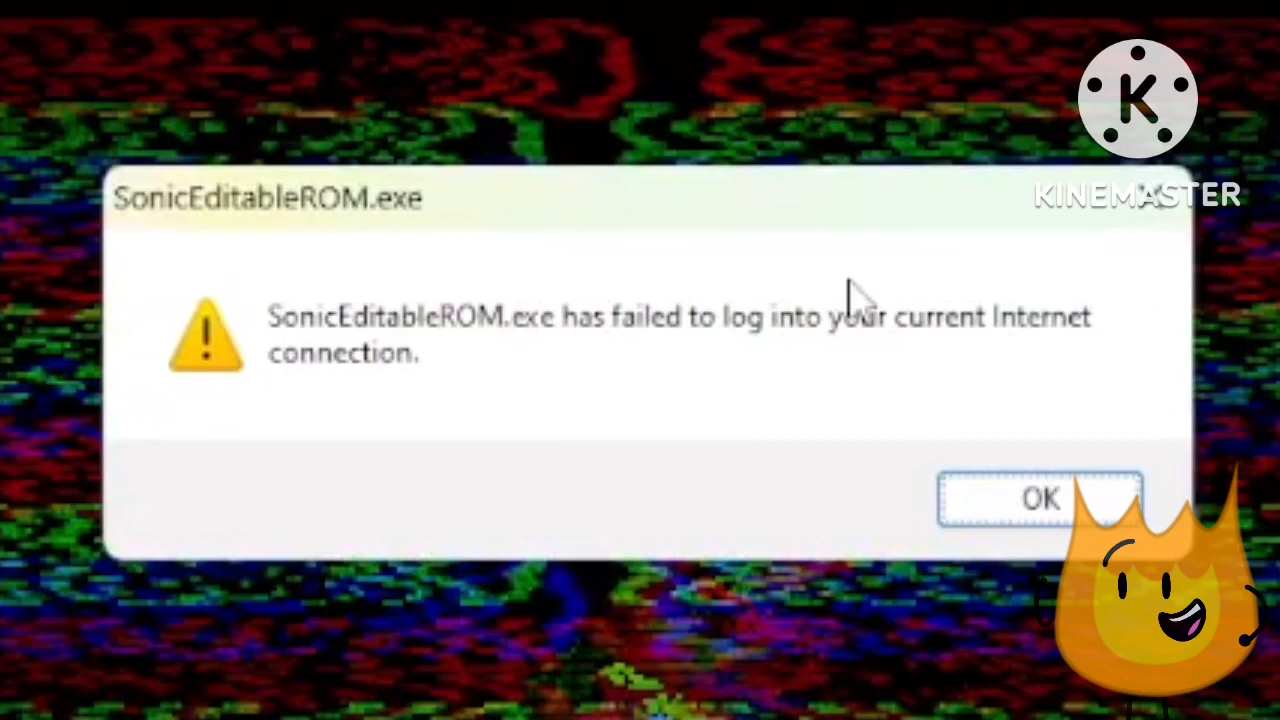 K
KINEMASTER
SonicEditableROM.exe
SonicEditableROM.exe has failed to log into your current Internet
connection.
OK